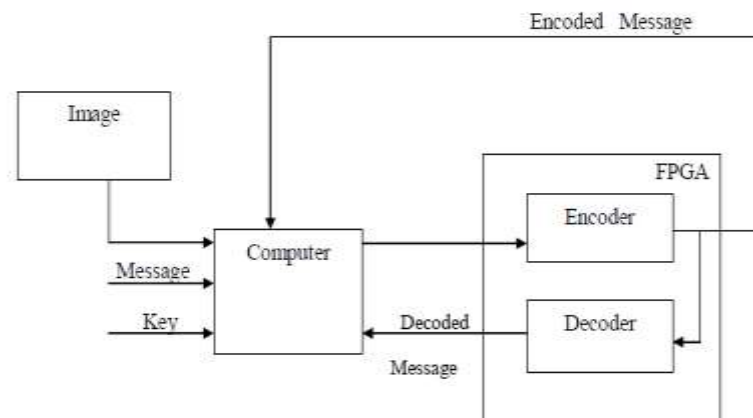 Encoded Message
Image
FPGA
Encoder
Computer
Message
Key
Decoded
Decoder
Message